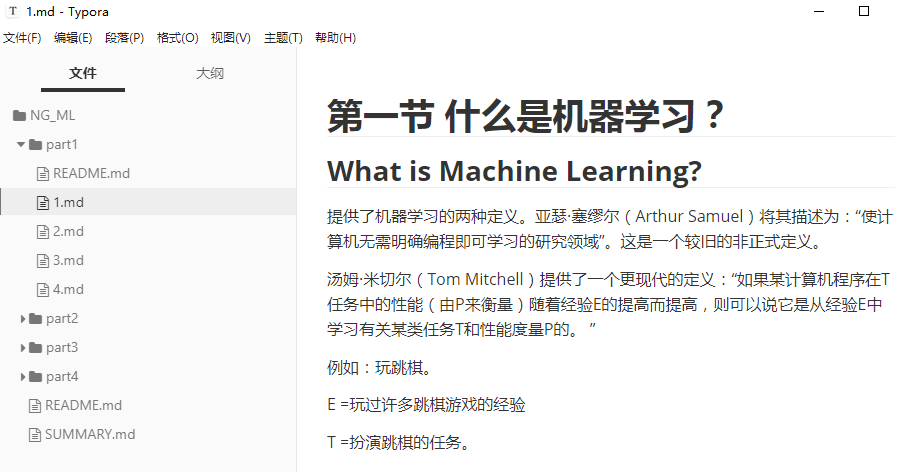 T 1.md - Typora
文件(F) 编辑(E) 段落(P) 格式(O) 视图(V) 主题(T) 帮助(H)
文件 大纲
NG_ML
part1
README.md
1.md
2.md
3.md
4.md
part2
part3
part4
README.md
SUMMARY.md
第一节 什么是机器学习？
What is Machine Learning?
提供了机器学习的两种定义。亚瑟·塞缪尔（Arthur Samuel）将其描述为：“使计
算机无需明确编程即可学习的研究领域”。这是一个较旧的非正式定义。
汤姆·米切尔（Tom Mitchell）提供了一个更现代的定义：“如果某计算机程序在T
任务中的性能（由P来衡量）随着经验E的提高而提高，则可以说它是从经验E中
学习有关某类任务T和性能度量P的。 ”
例如：玩跳棋。
E =玩过许多跳棋游戏的经验
T =扮演跳棋的任务。